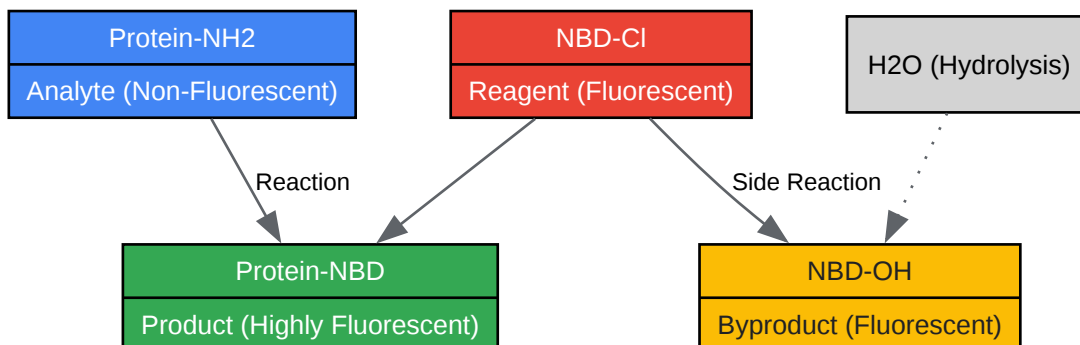 Protein-NH2
Analyte (Non-Fluorescent)
NBD-Cl
Reagent (Fluorescent)
H2O (Hydrolysis)
Reaction
Side Reaction
Protein-NBD
Product (Highly Fluorescent)
NBD-OH
Byproduct (Fluorescent)